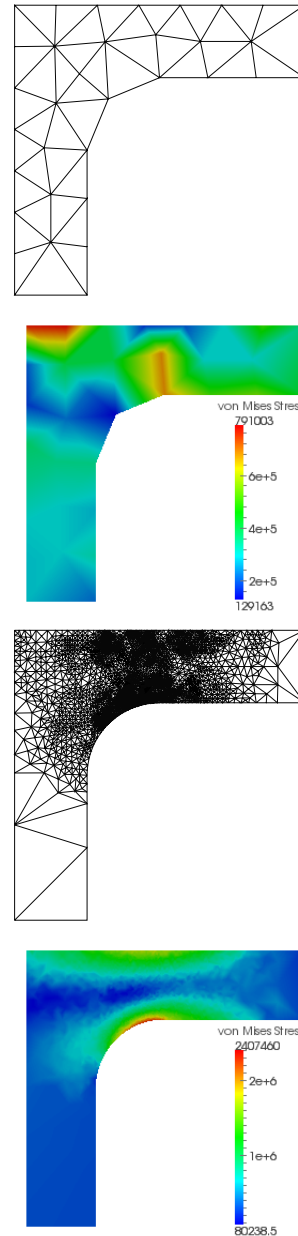 von Mises Stres
791003
6e+5
4e+5
2e+5
129163
von Mises Stres
2407460
2e+6
1e+6
80238.5